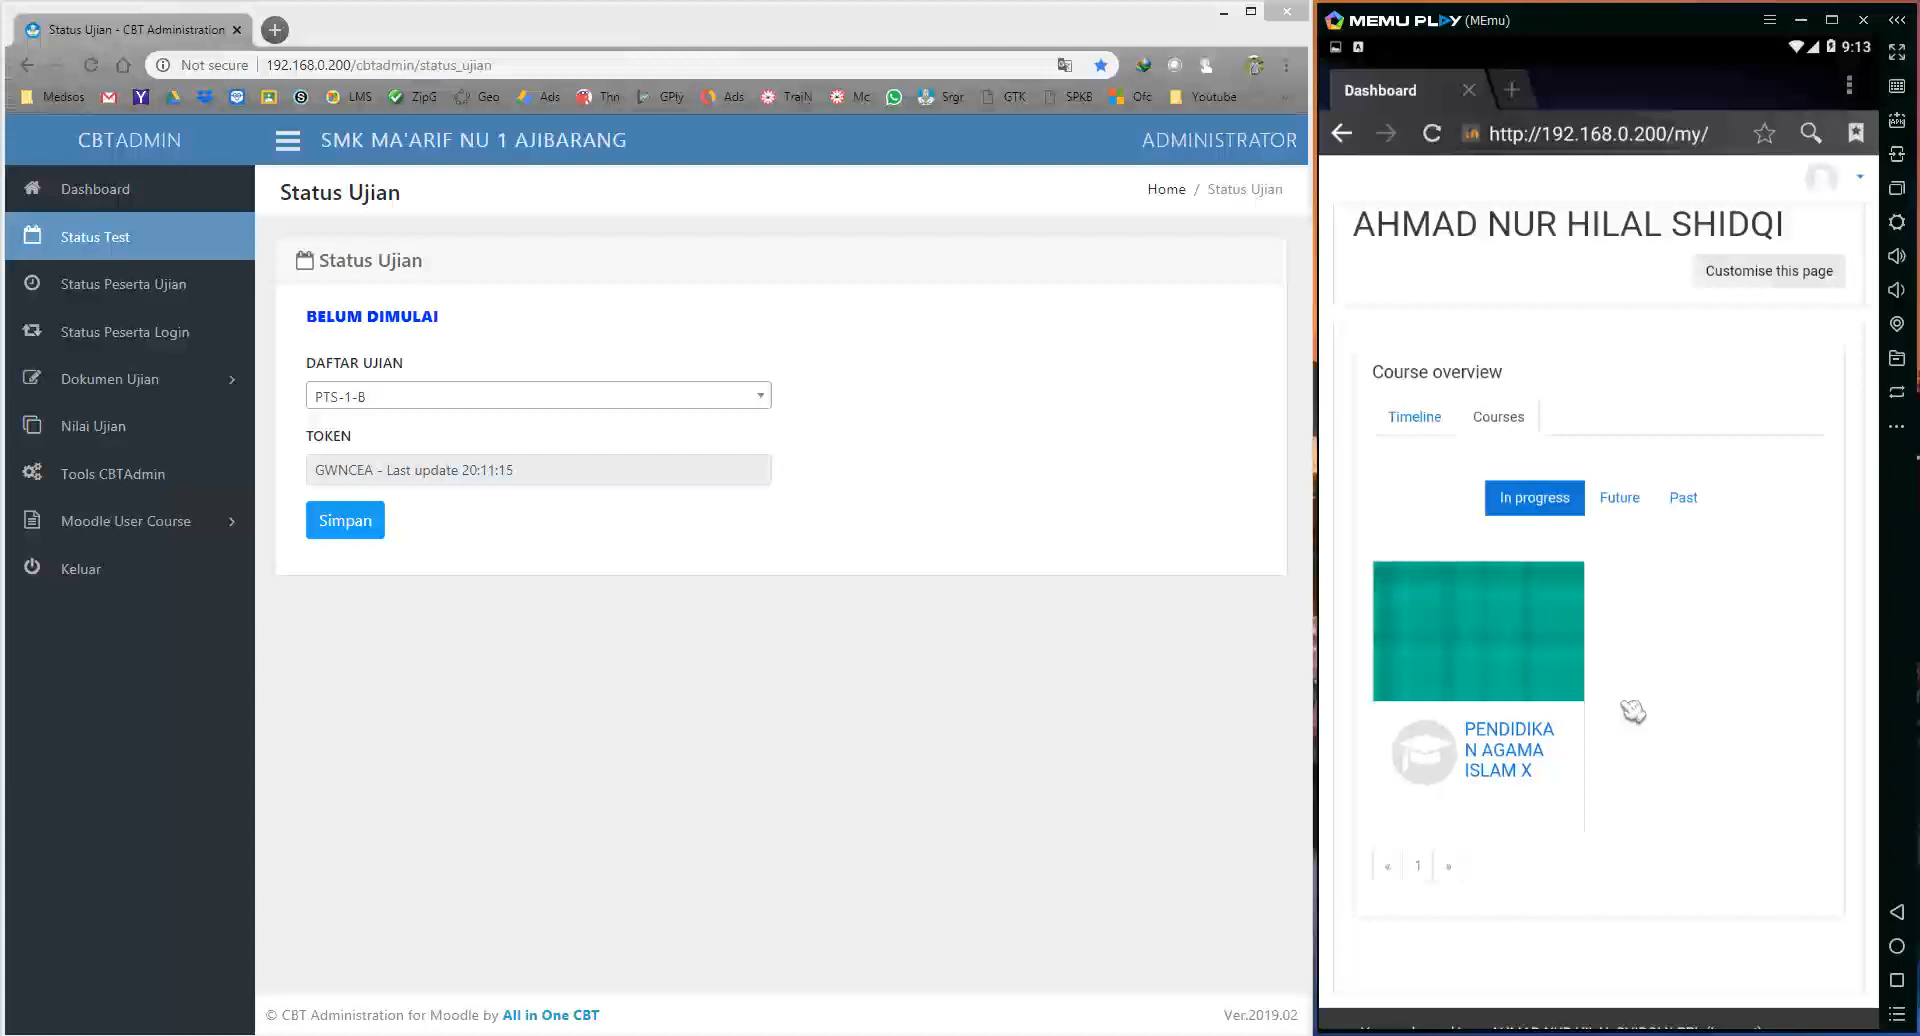 Status Ujian - CBT Administration
Not secure 192.168.0.200/cbtadmin/status_ujian
Medsos LMS ZipG Geo Ads Thn GPly Ads TraiN Mc Srgr GTK SPKB Ofc Youtube
CBTADMIN SMK MA'ARIF NU 1 AJIBARANG ADMINISTRATOR
Dashboard
Status Test
Status Peserta Ujian
Status Peserta Login
Dokumen Ujian
Nilai Ujian
Tools CBTAdmin
Moodle User Course
Keluar
Status Ujian Home / Status Ujian
Status Ujian
BELUM DIMULAI
DAFTAR UJIAN
PTS-1-B
TOKEN
GWNCEA - Last update 20:11:15
Simpan
© CBT Administration for Moodle by All in One CBT Ver.2019.02
MEMU PLAY (MEmu)
9:13
Dashboard
http://192.168.0.200/my/
AHMAD NUR HILAL SHIDQI
Customise this page
Course overview
Timeline Courses
In progress Future Past
PENDIDIKA
N AGAMA
ISLAM X
« 1 »